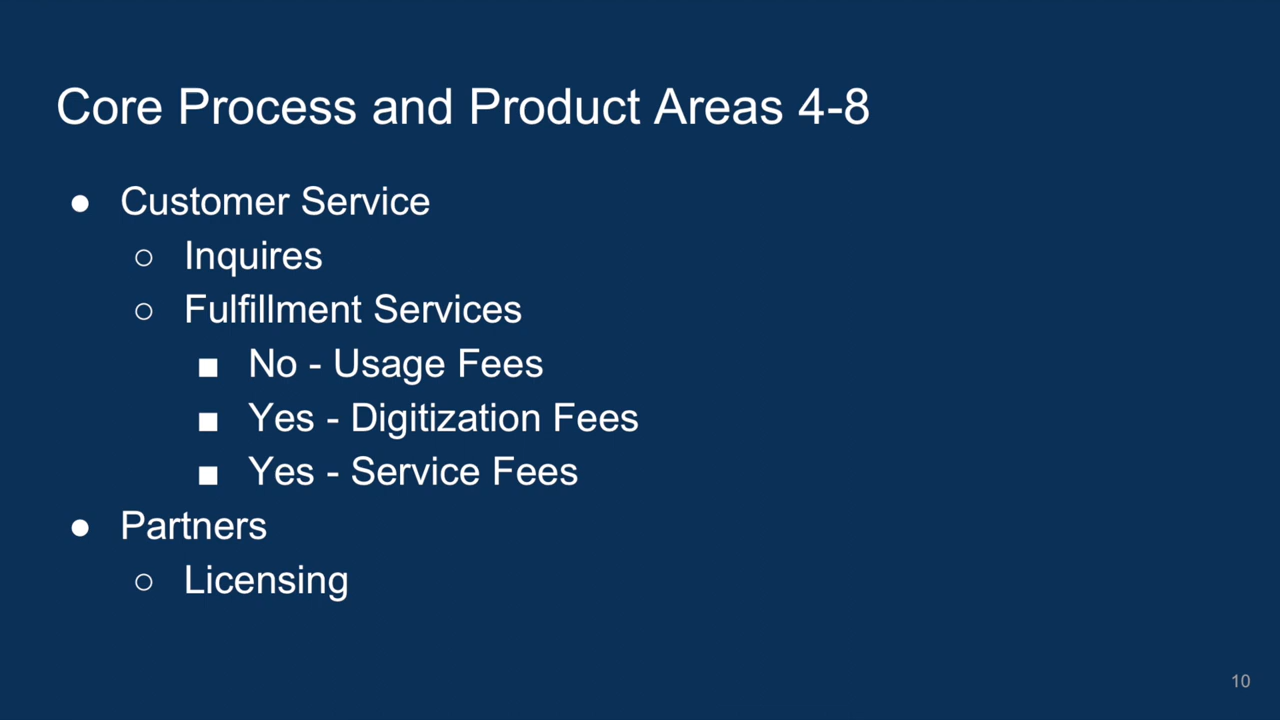 Core Process and Product Areas 4-8
● Customer Service
○ Inquires
○ Fulfillment Services
■ No - Usage Fees
■ Yes - Digitization Fees
■ Yes - Service Fees
● Partners
○ Licensing
10